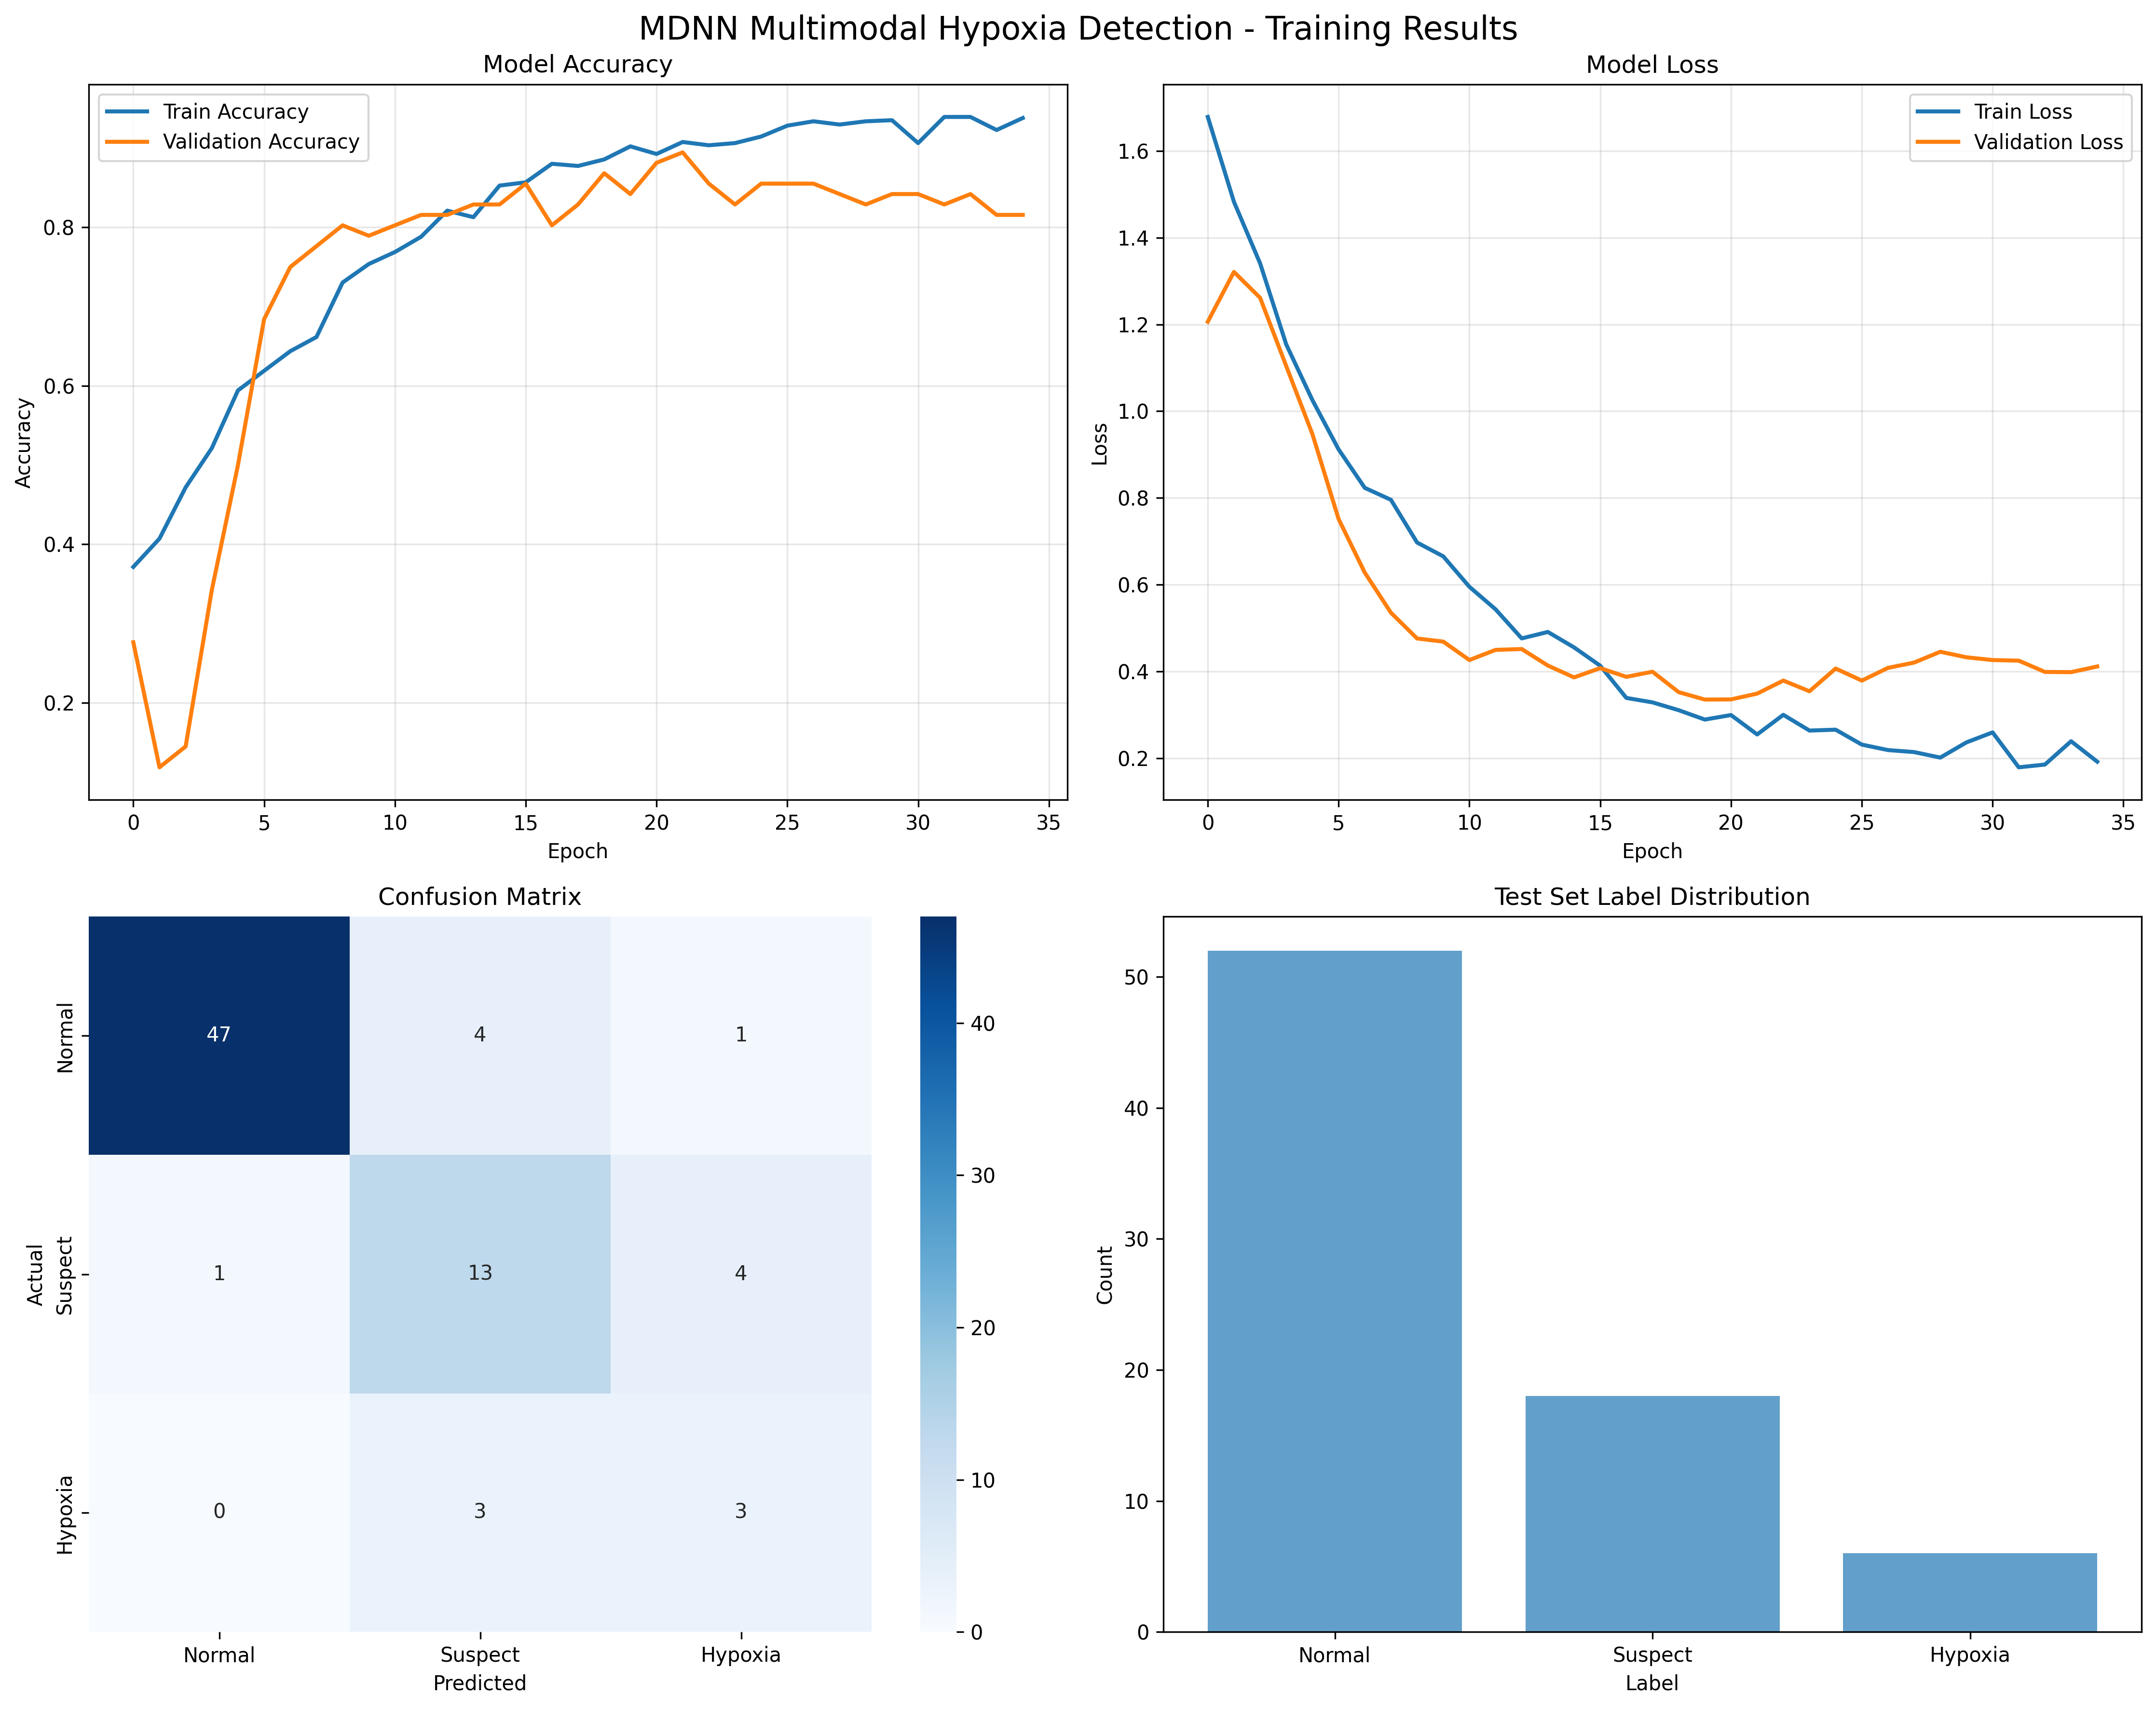 MDNN Multimodal Hypoxia Detection - Training Results
Model Accuracy
Train Accuracy
Validation Accuracy
0.8
0.6
0.4
0.2
Accuracy
0 5 10 15 20 25 30 35
Epoch
Model Loss
Train Loss
Validation Loss
1.6
1.4
1.2
1.0
0.8
0.6
0.4
0.2
Loss
0 5 10 15 20 25 30 35
Epoch
Confusion Matrix
Actual
Normal
47 4 1
Suspect
1 13 4
Hypoxia
0 3 3
Normal Suspect Hypoxia
Predicted
40
30
20
10
0
Test Set Label Distribution
50
40
30
20
10
0
Count
Normal Suspect Hypoxia
Label